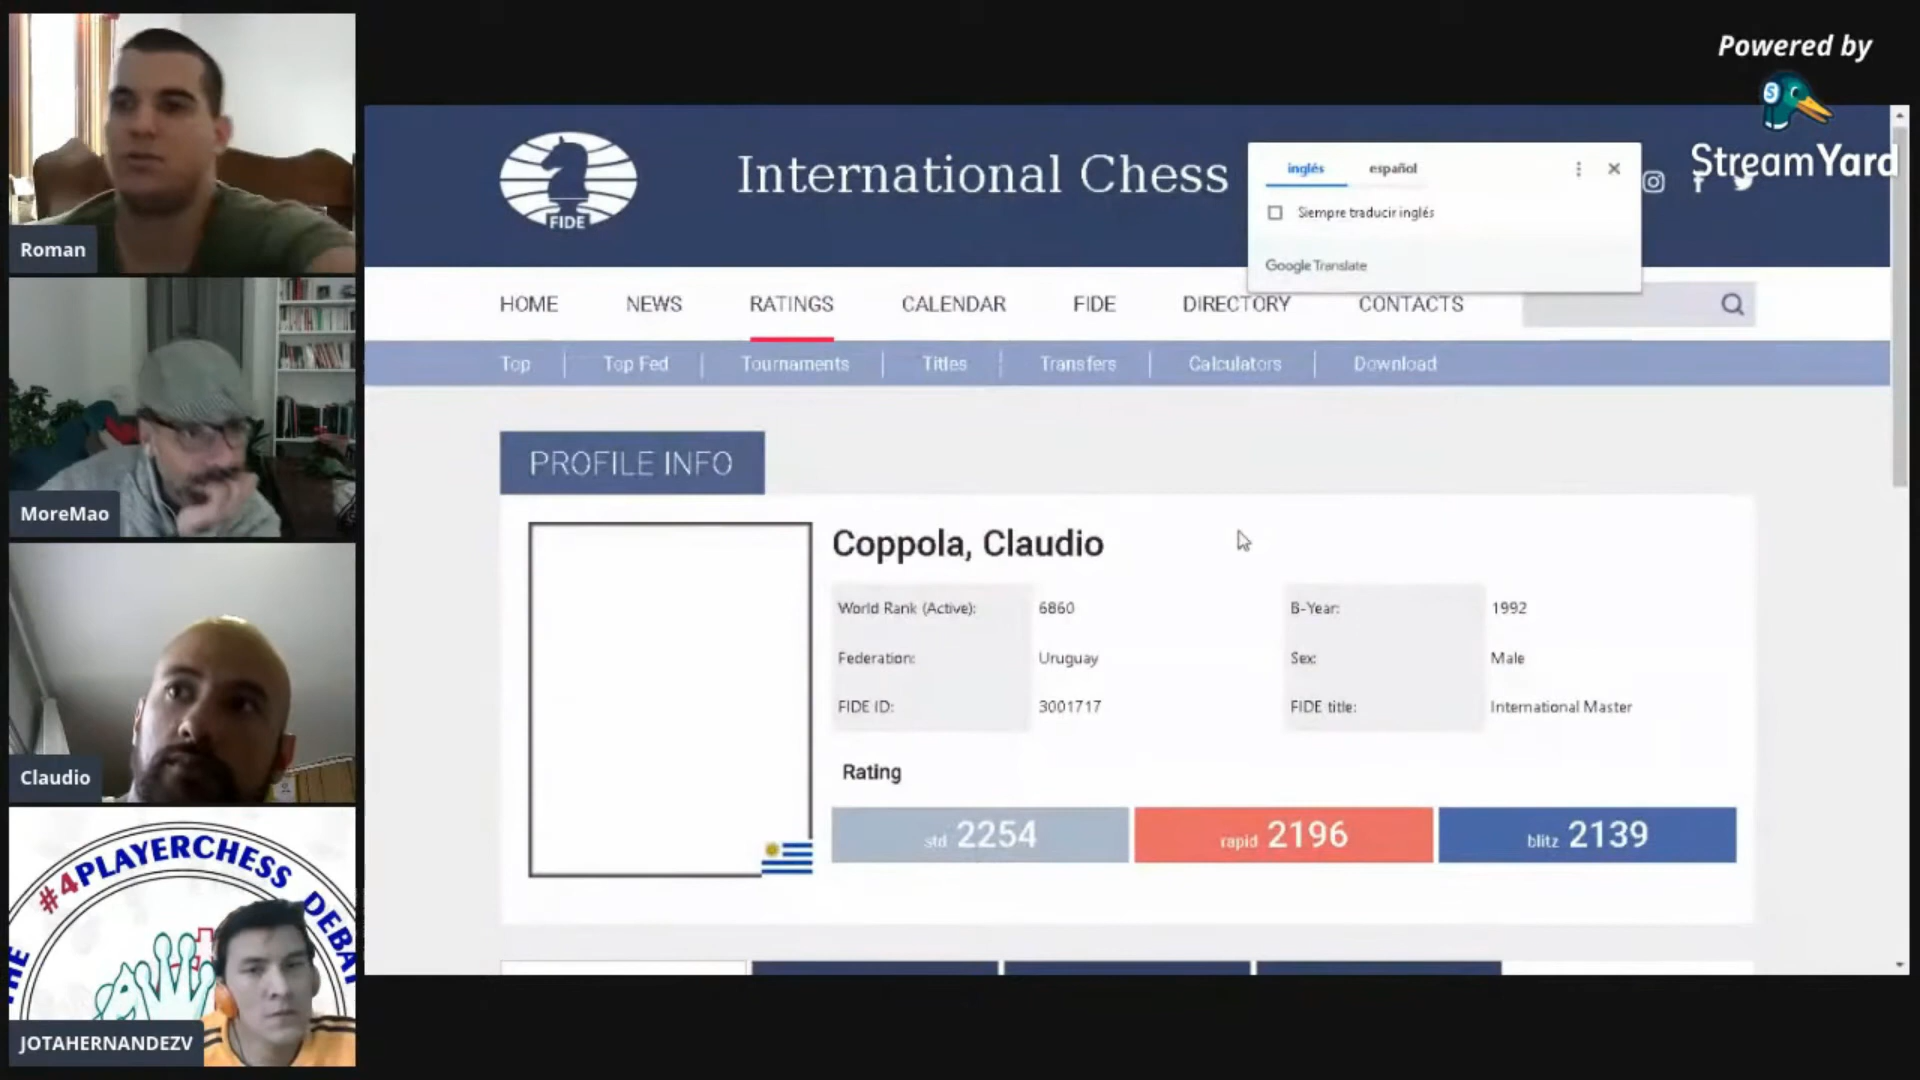 Powered by
StreamYard
Roman
MoreMao
Claudio
#4PLAYERCHESS DEBAT
HE
JOTAHERNANDEZV
FIDE
International Chess
inglés español
Siempre traducir inglés
Google Translate
HOME NEWS RATINGS CALENDAR FIDE DIRECTORY CONTACTS
Top Top Fed Tournaments Titles Transfers Calculators Download
PROFILE INFO
Coppola, Claudio
World Rank (Active): 6860 B-Year: 1992
Federation: Uruguay Sex: Male
FIDE ID: 3001717 FIDE title: International Master
Rating
std 2254 rapid 2196 blitz 2139